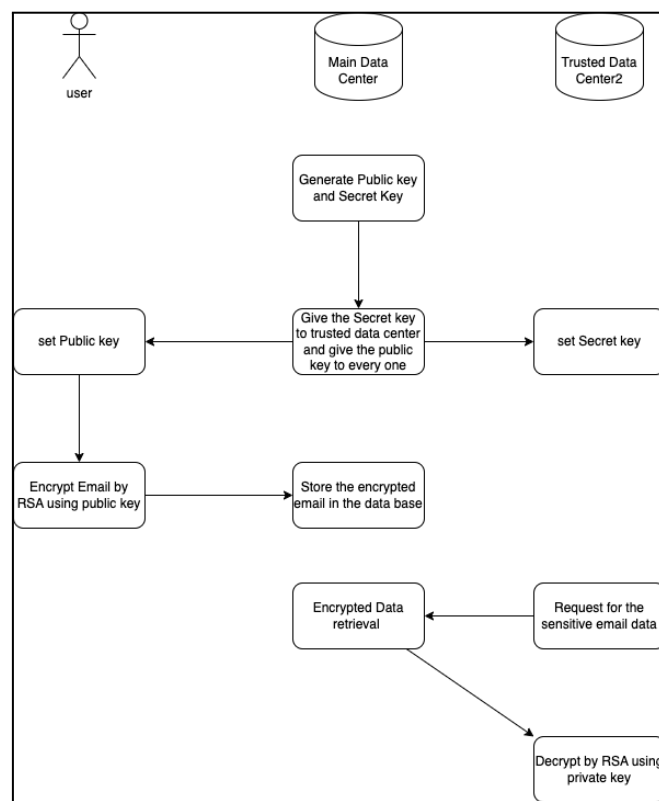 user
Main Data
Center
Trusted Data
Center2
Generate Public key
and Secret Key
set Public key
Give the Secret key
to trusted data center
and give the public
key to every one
set Secret key
Encrypt Email by
RSA using public key
Store the encrypted
email in the data base
Encrypted Data
retrieval
Request for the
sensitive email data
Decrypt by RSA using
private key